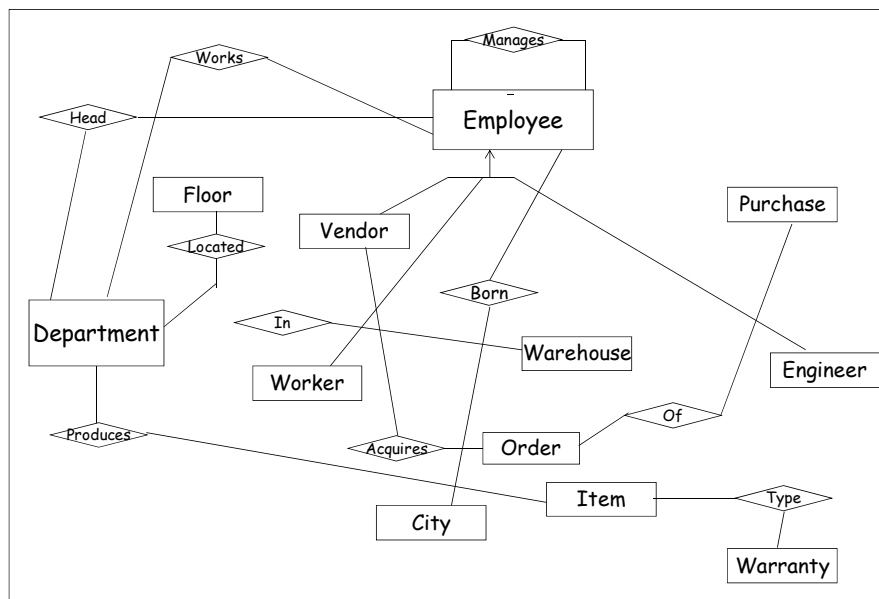 Manages
Works
Head
Employee
Floor
Purchase
Vendor
Located
Born
In
Department
Warehouse
Worker
Engineer
Of
Produces
Acquires
Order
Item
Type
City
Warranty